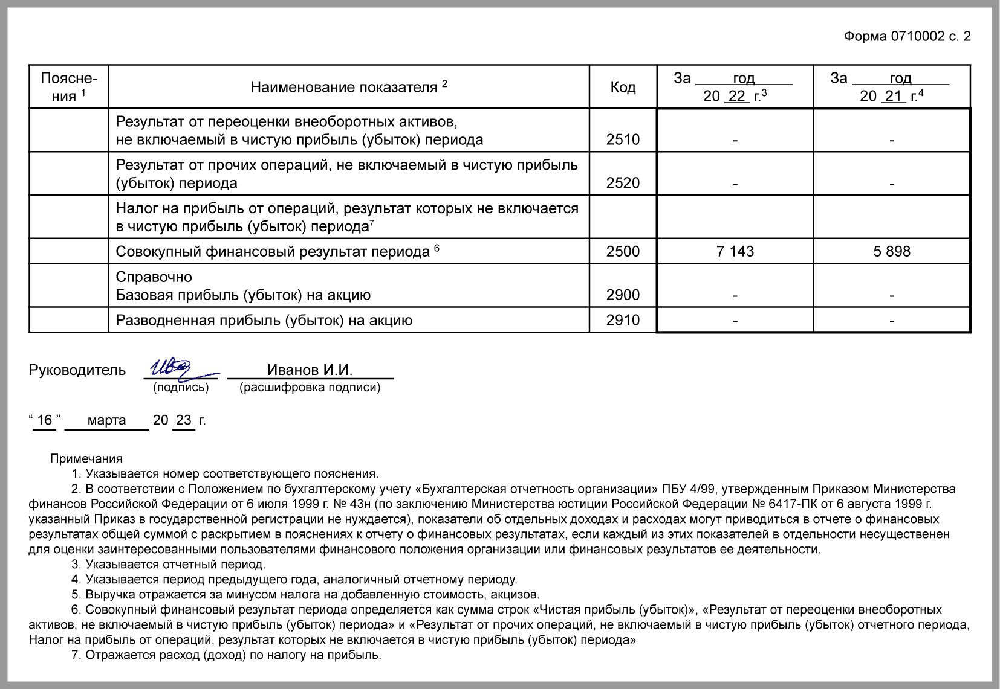 Форма 0710002 с. 2
Поясне-
ния 1
Наименование показателя 2
Код
За год
20 22 г.3
За год
20 21 г.4
Результат от переоценки внеоборотных активов,
не включаемый в чистую прибыль (убыток) периода 2510 - -
Результат от прочих операций, не включаемый в чистую прибыль
(убыток) периода 2520 - -
Налог на прибыль от операций, результат которых не включается
в чистую прибыль (убыток) периода7
Совокупный финансовый результат периода 6 2500 7 143 5 898
Справочно
Базовая прибыль (убыток) на акцию 2900 - -
Разводненная прибыль (убыток) на акцию 2910 - -
Руководитель Иванов И.И.
(подпись) (расшифровка подписи)
“ 16 ” марта 20 23 г.
Примечания
1. Указывается номер соответствующего пояснения.
2. В соответствии с Положением по бухгалтерскому учету «Бухгалтерская отчетность организации» ПБУ 4/99, утвержденным Приказом Министерства
финансов Российской Федерации от 6 июля 1999 г. № 43н (по заключению Министерства юстиции Российской Федерации № 6417-ПК от 6 августа 1999 г.
указанный Приказ в государственной регистрации не нуждается), показатели об отдельных доходах и расходах могут приводиться в отчете о финансовых
результатах общей суммой с раскрытием в пояснениях к отчету о финансовых результатах, если каждый из этих показателей в отдельности несущественен
для оценки заинтересованными пользователями финансового положения организации или финансовых результатов ее деятельности.
3. Указывается отчетный период.
4. Указывается период предыдущего года, аналогичный отчетному периоду.
5. Выручка отражается за минусом налога на добавленную стоимость, акцизов.
6. Совокупный финансовый результат периода определяется как сумма строк «Чистая прибыль (убыток)», «Результат от переоценки внеоборотных
активов, не включаемый в чистую прибыль (убыток) периода» и «Результат от прочих операций, не включаемый в чистую прибыль (убыток) отчетного периода,
Налог на прибыль от операций, результат которых не включается в чистую прибыль (убыток) периода»
7. Отражается расход (доход) по налогу на прибыль.